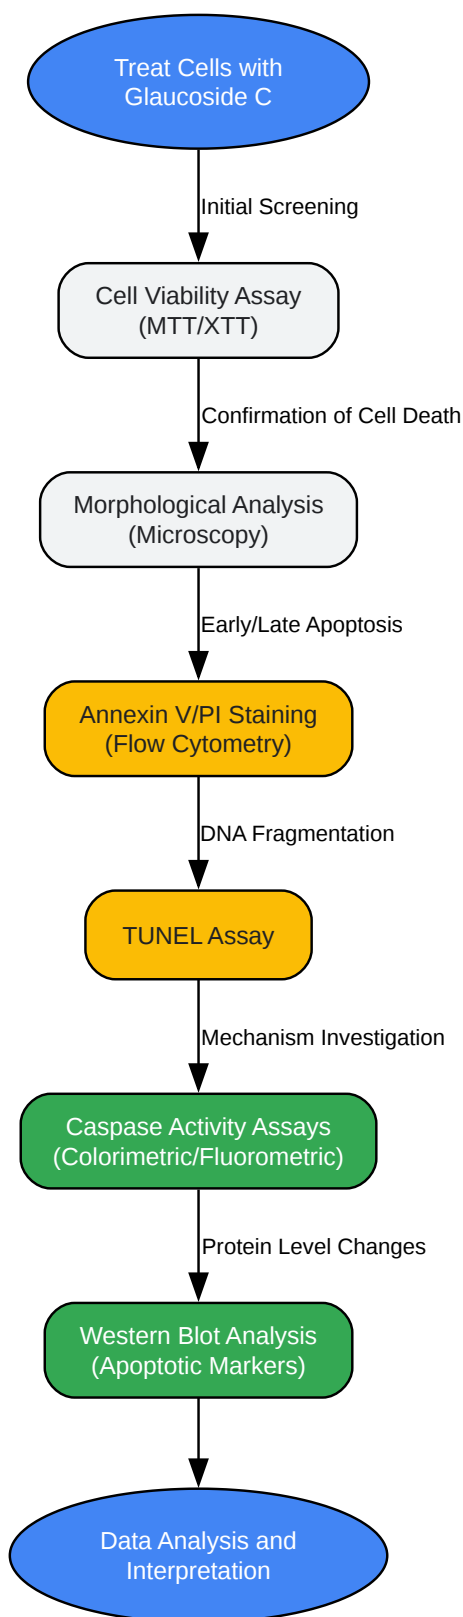 Treat Cells with
Glaucoside C
Initial Screening
Cell Viability Assay
(MTT/XTT)
Confirmation of Cell Death
Morphological Analysis
(Microscopy)
Early/Late Apoptosis
Annexin V/PI Staining
(Flow Cytometry)
DNA Fragmentation
TUNEL Assay
Mechanism Investigation
Caspase Activity Assays
(Colorimetric/Fluorometric)
Protein Level Changes
Western Blot Analysis
(Apoptotic Markers)
Data Analysis and
Interpretation